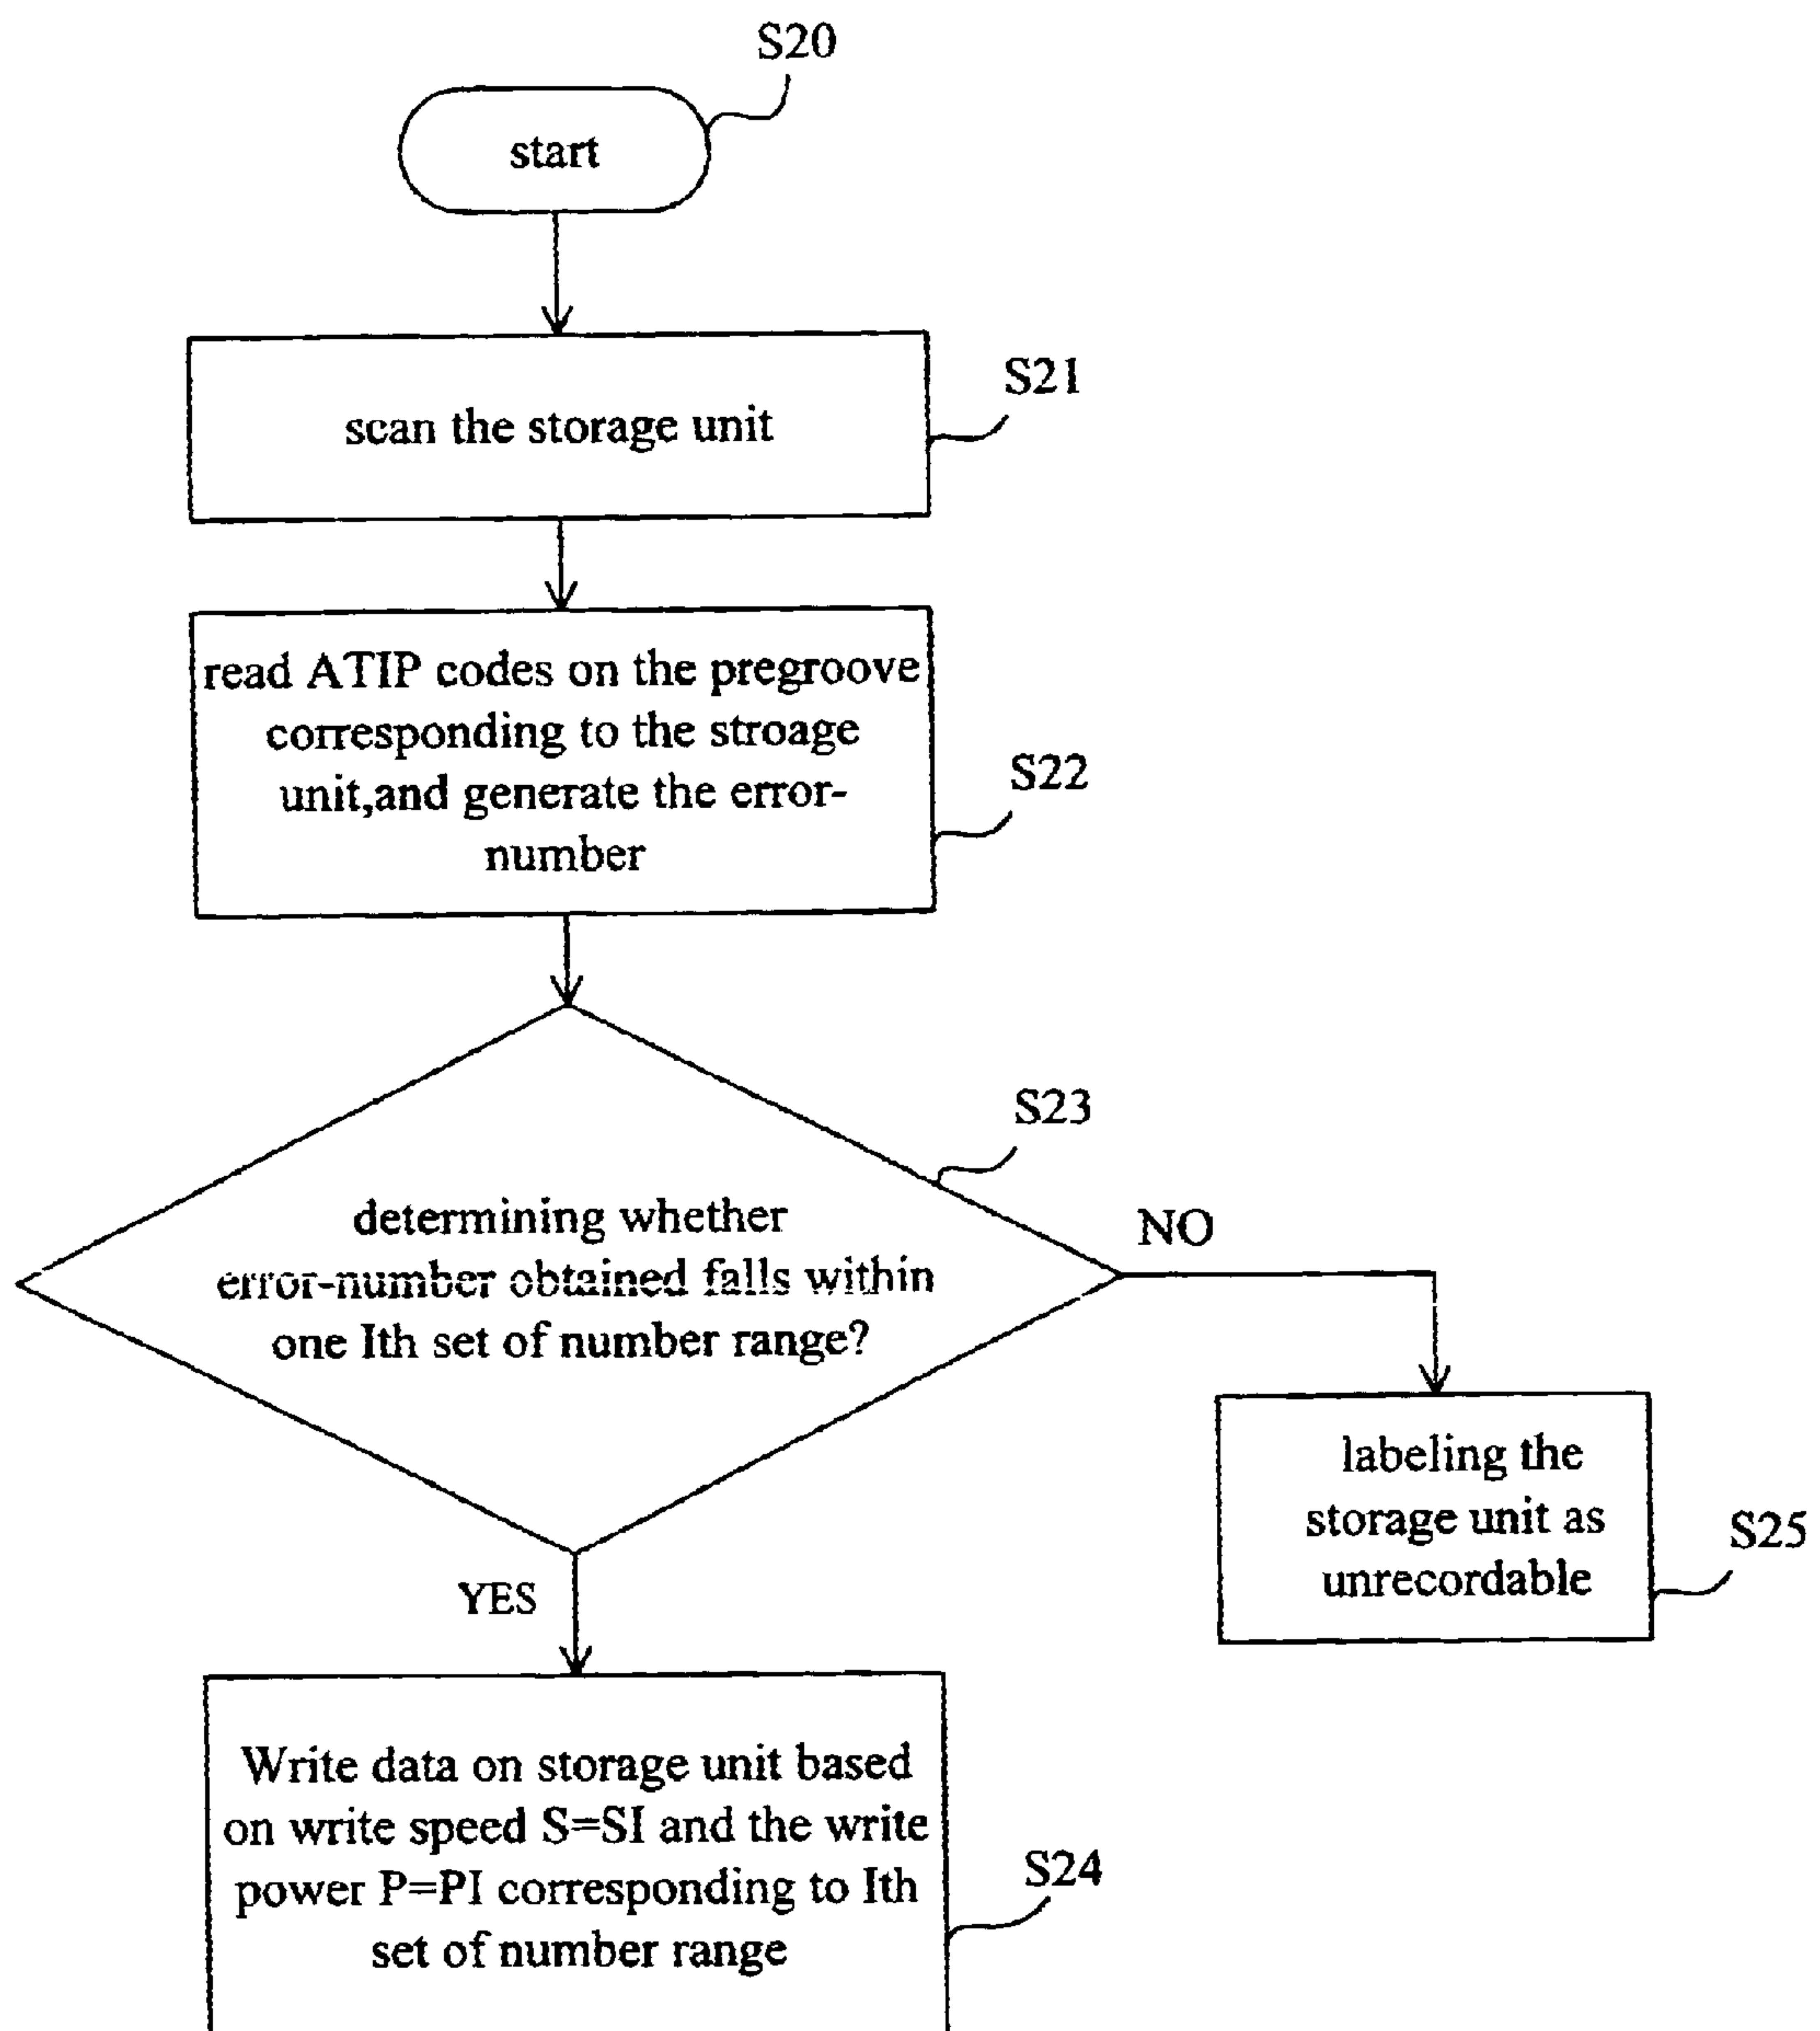 S20
start
S21
scan the storage unit
read ATIP codes on the pregroove
corresponding to the stroage
unit,and generate the error-
number
S22
S23
determining whether
error-number obtained falls within
one Ith set of number range?
NO
labeling the
storage unit as
unrecordable
S25
YES
Write data on storage unit based
on write speed S=SI and the write
power P=PI corresponding to Ith
set of number range
S24